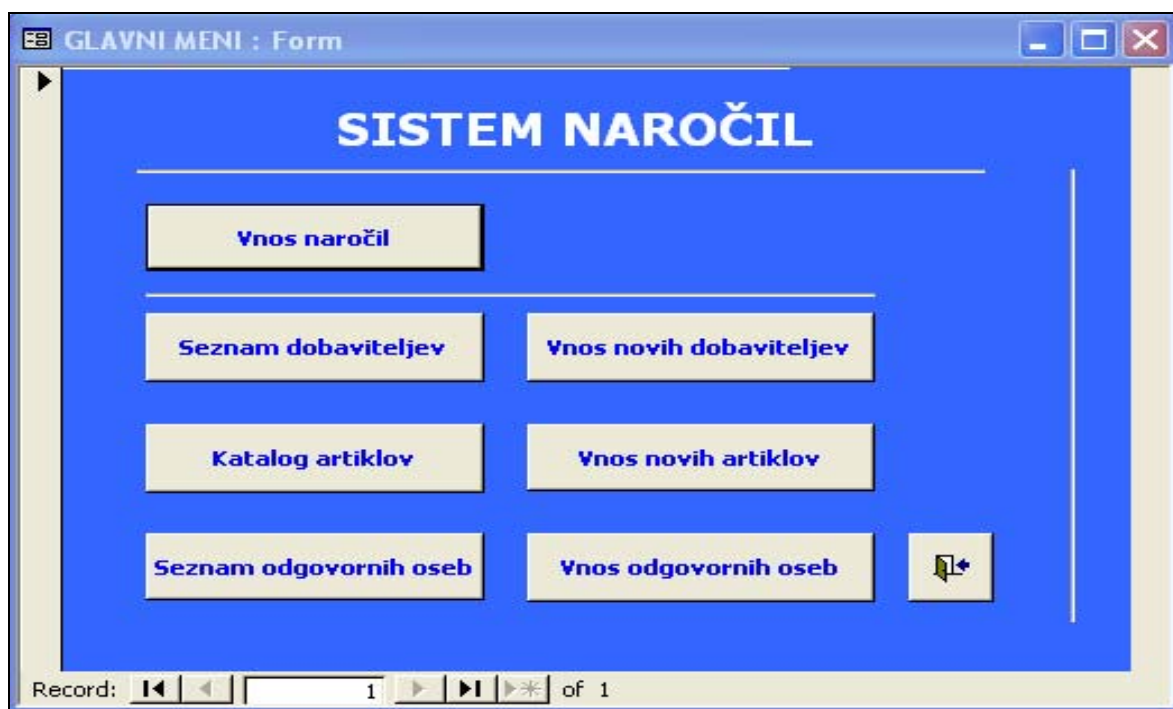 GLAVNI MENI : Form
SISTEM NAROČIL
Vnos naročil
Seznam dobaviteljev
Vnos novih dobaviteljev
Katalog artiklov
Vnos novih artiklov
Seznam odgovornih oseb
Vnos odgovornih oseb
Record: 1 of 1